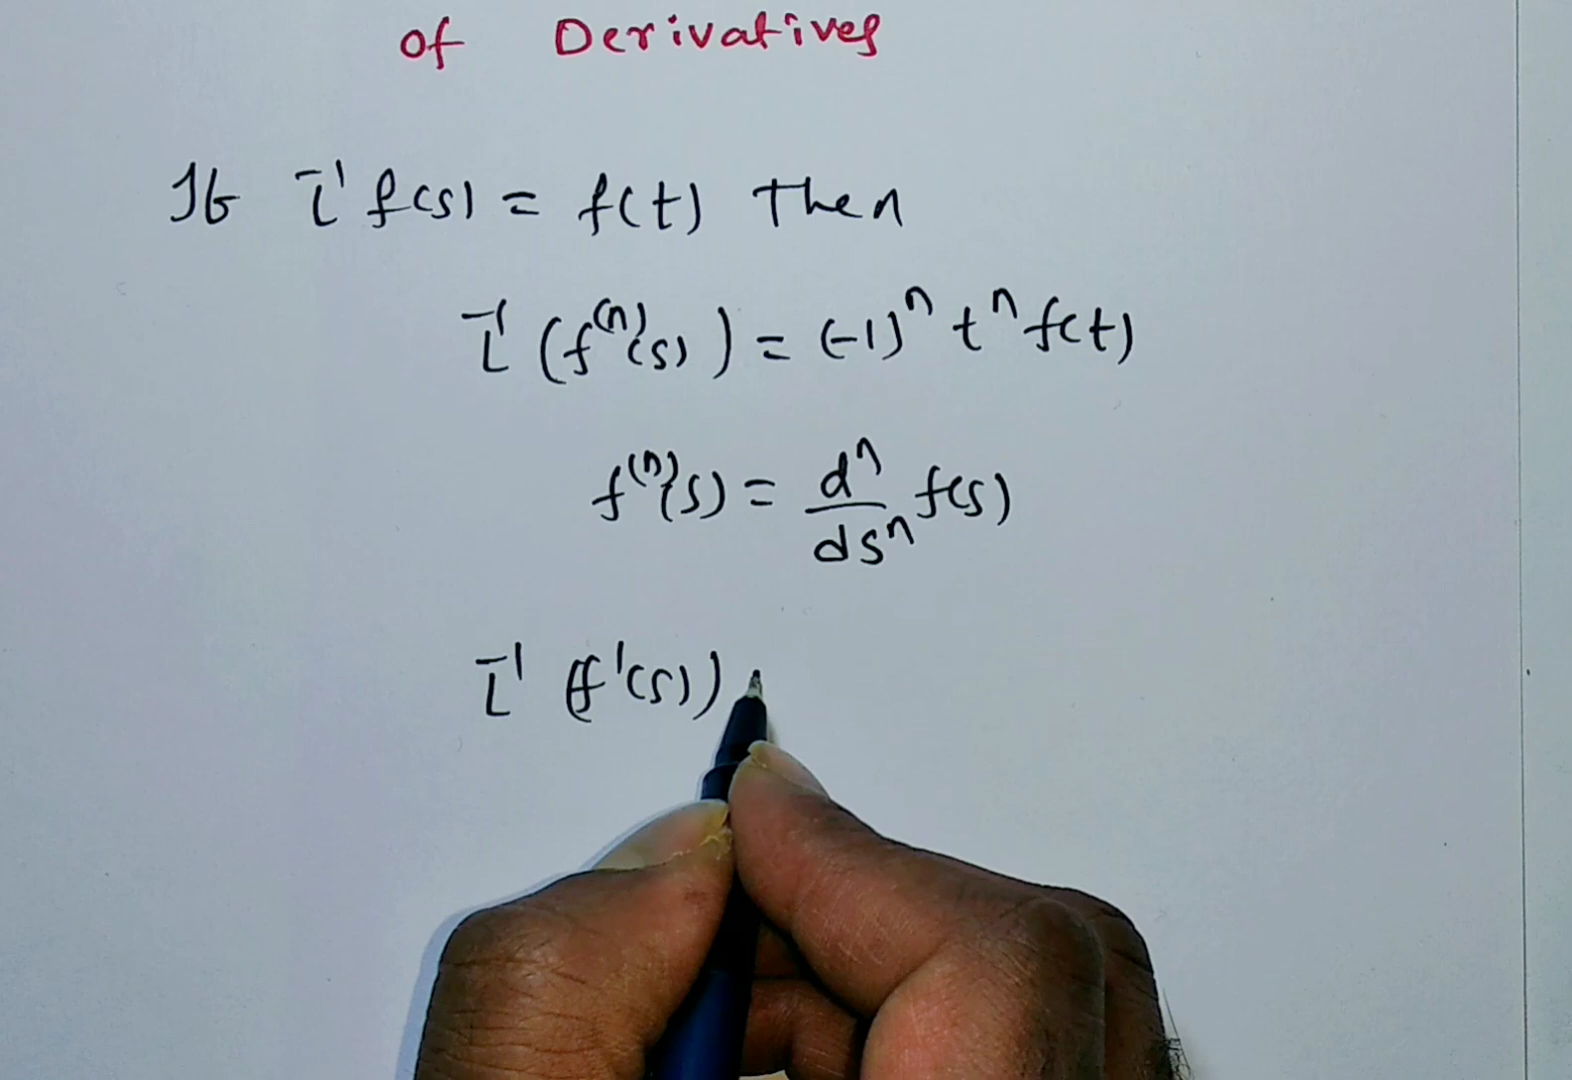 of Derivatives
If L⁻¹ f(s) = f(t) then
L⁻¹ (f⁽ⁿ⁾(s)) = (-1)ⁿ tⁿ f(t)
f⁽ⁿ⁾(s) = dⁿ/dsⁿ f(s)
L⁻¹ (f'(s))